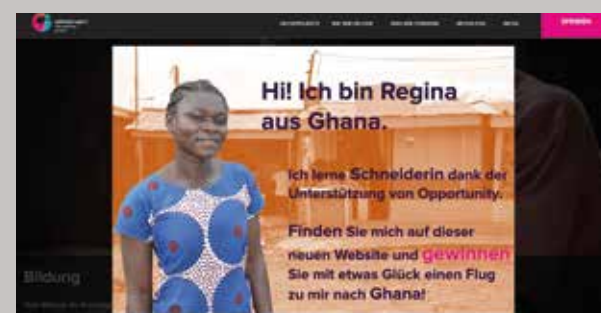 SPENDEN
Hi! Ich bin Regina
aus Ghana.
Ich lerne Schneiderin dank der
Unterstützung von Opportunity.
Finden Sie mich auf dieser
neuen Website und gewinnen
Sie mit etwas Glück einen Flug
zu mir nach Ghana!
Bildung